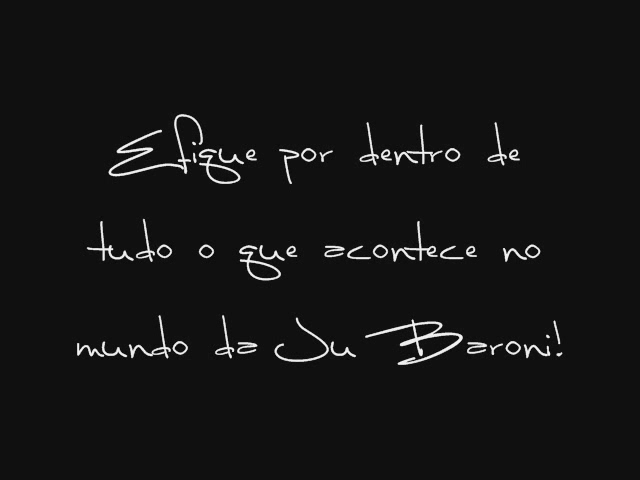 E fique por dentro de
tudo o que acontece no
mundo da Ju Baroni!